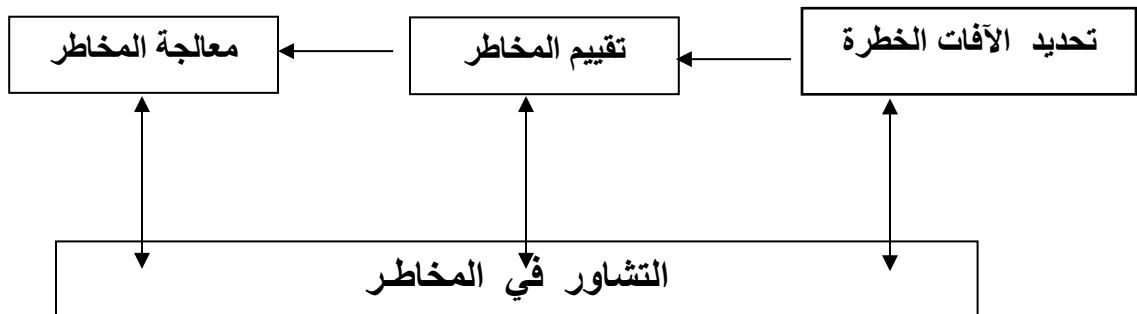 تحديد الآفات الخطرة
تقييم المخاطر
معالجة المخاطر
التشاور في المخاطر